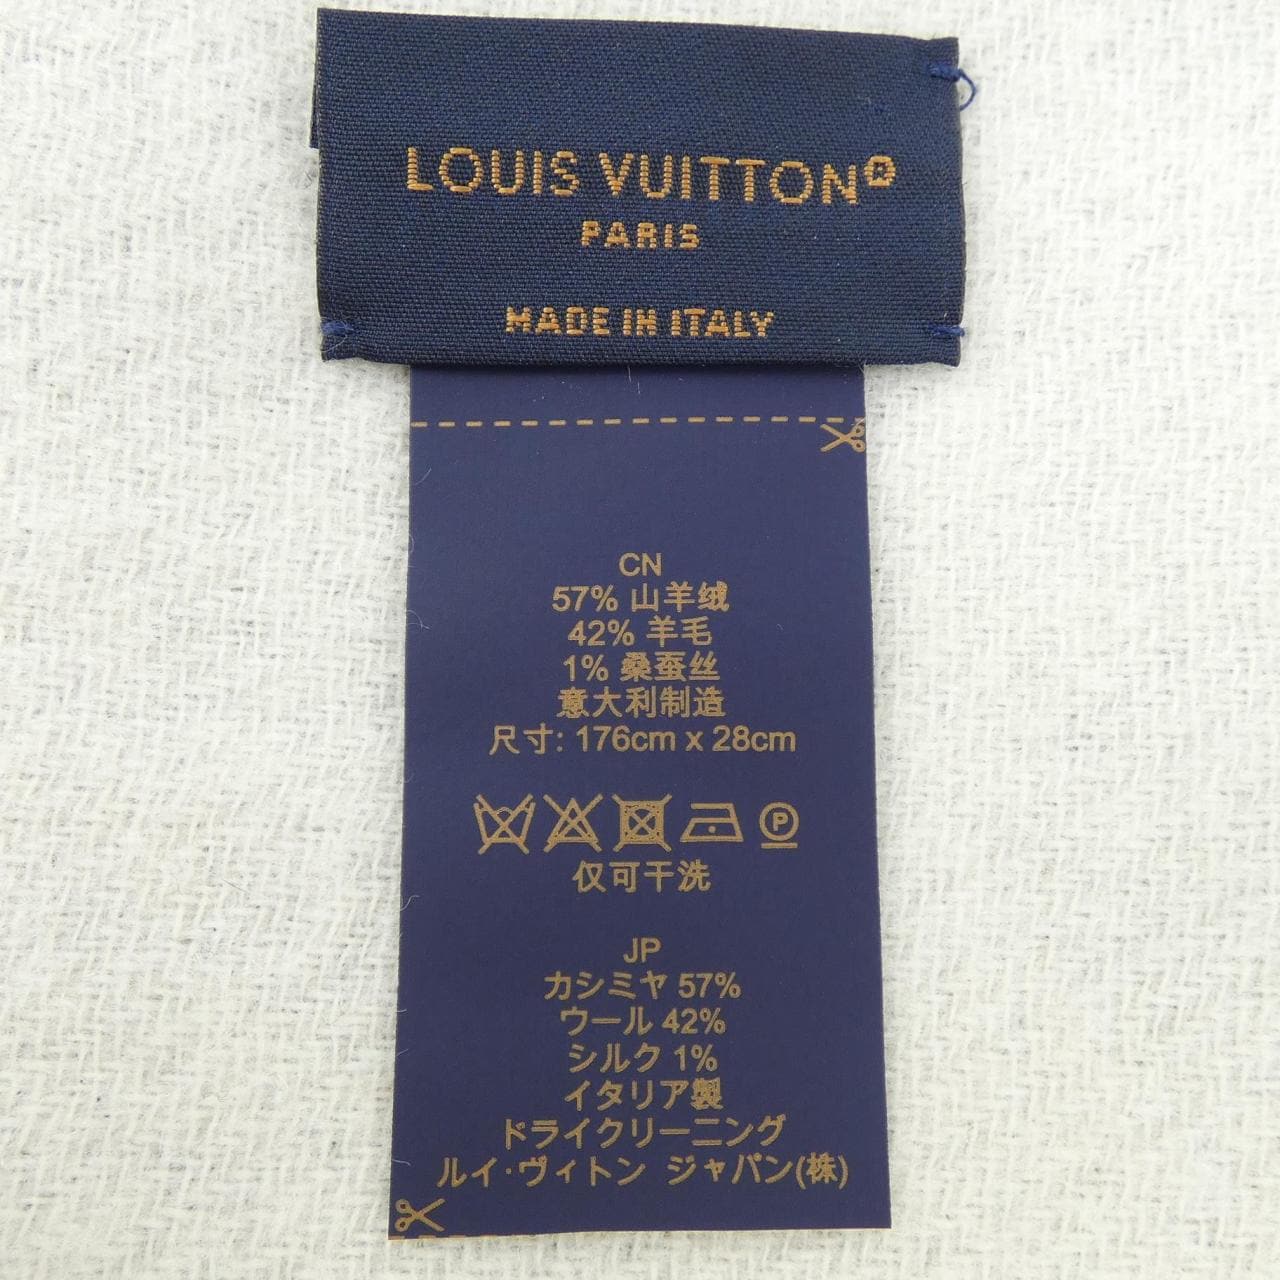 LOUIS VUITTON®
PARIS
MADE IN ITALY
CN
57% 山羊绒
42% 羊毛
1% 桑蚕丝
意大利制造
尺寸: 176cm x 28cm
P
仅可干洗
JP
カシミヤ 57%
ウール 42%
シルク 1%
イタリア製
ドライクリーニング
ルイ·ヴィトン ジャパン(株)